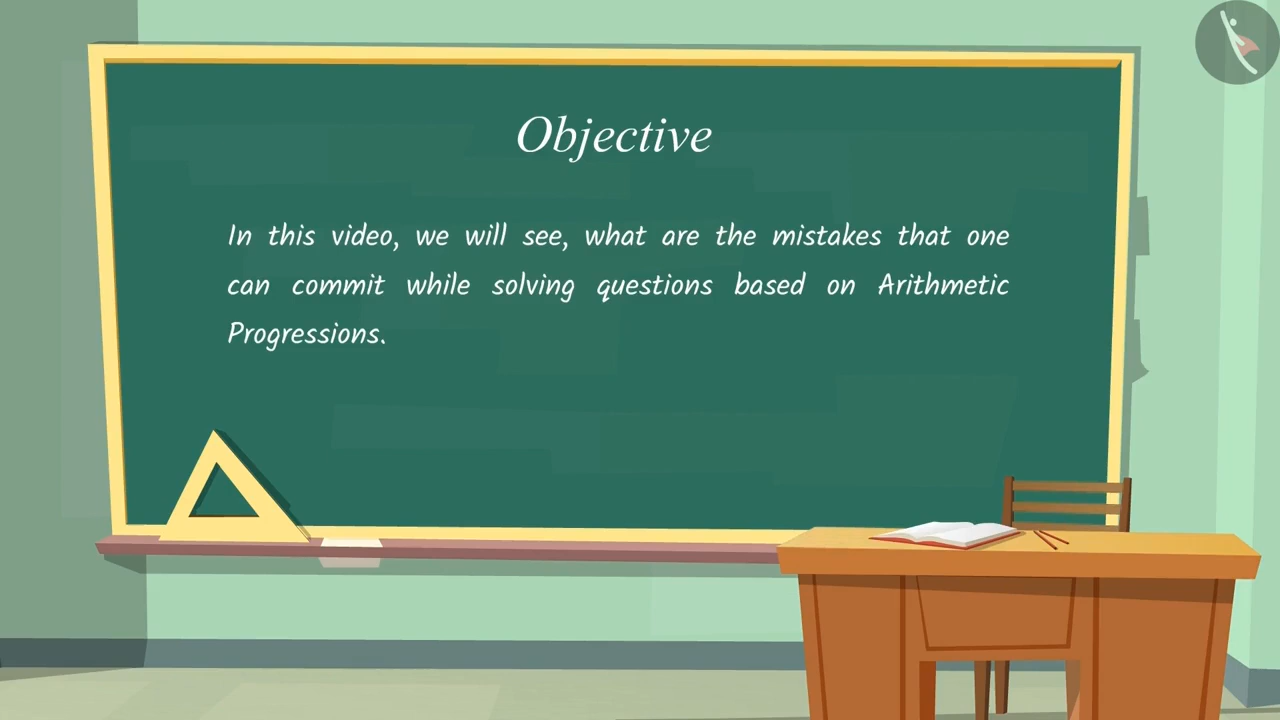 Objective
In this video, we will see, what are the mistakes that one
can commit while solving questions based on Arithmetic
Progressions.